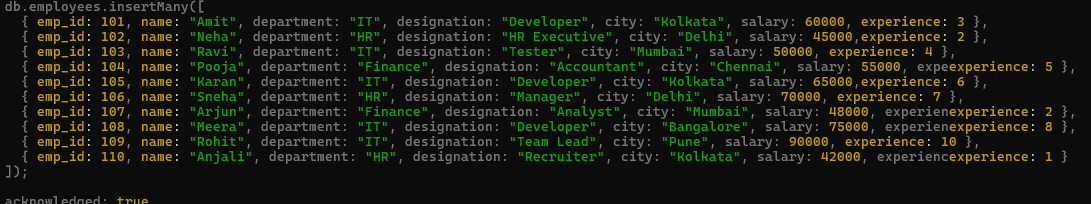 db.employees.insertMany([
  { emp_id: 101, name: "Amit", department: "IT", designation: "Developer", city: "Kolkata", salary: 60000, experience: 3 },
  { emp_id: 102, name: "Neha", department: "HR", designation: "HR Executive", city: "Delhi", salary: 45000,experience: 2 },
  { emp_id: 103, name: "Ravi", department: "IT", designation: "Tester", city: "Mumbai", salary: 50000, experience: 4 },
  { emp_id: 104, name: "Pooja", department: "Finance", designation: "Accountant", city: "Chennai", salary: 55000, expeexperience: 5 },
  { emp_id: 105, name: "Karan", department: "IT", designation: "Developer", city: "Kolkata", salary: 65000,experience: 6 },
  { emp_id: 106, name: "Sneha", department: "HR", designation: "Manager", city: "Delhi", salary: 70000, experience: 7 },
  { emp_id: 107, name: "Arjun", department: "Finance", designation: "Analyst", city: "Mumbai", salary: 48000, experienexperience: 2 },
  { emp_id: 108, name: "Meera", department: "IT", designation: "Developer", city: "Bangalore", salary: 75000, experienexperience: 8 },
  { emp_id: 109, name: "Rohit", department: "IT", designation: "Team Lead", city: "Pune", salary: 90000, experience: 10 },
  { emp_id: 110, name: "Anjali", department: "HR", designation: "Recruiter", city: "Kolkata", salary: 42000, experiencexperience: 1 }
]);
acknowledged: true